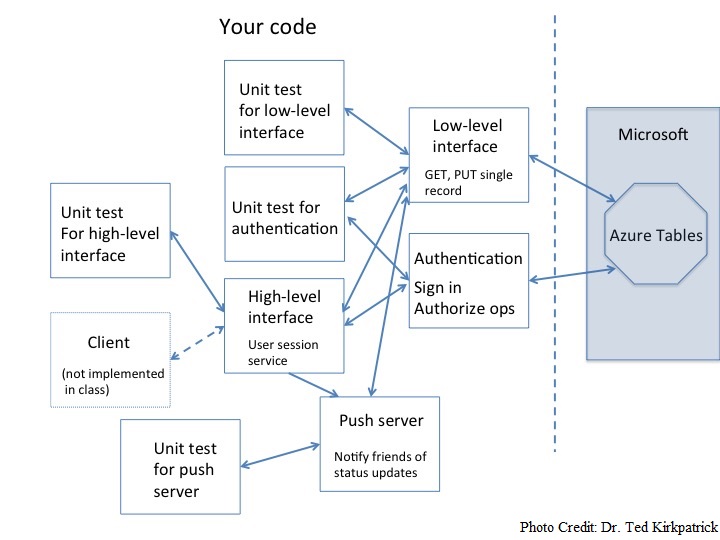 Your code
Unit test
for low-level
interface
Low-level
interface
GET, PUT single
record
Microsoft
Unit test for
authentication
Unit test
For high-level
interface
Azure Tables
Authentication
Sign in
Authorize ops
High-level
interface
User session
service
Client
(not implemented
in class)
Push server
Notify friends of
status updates
Unit test
for push
server
Photo Credit: Dr. Ted Kirkpatrick